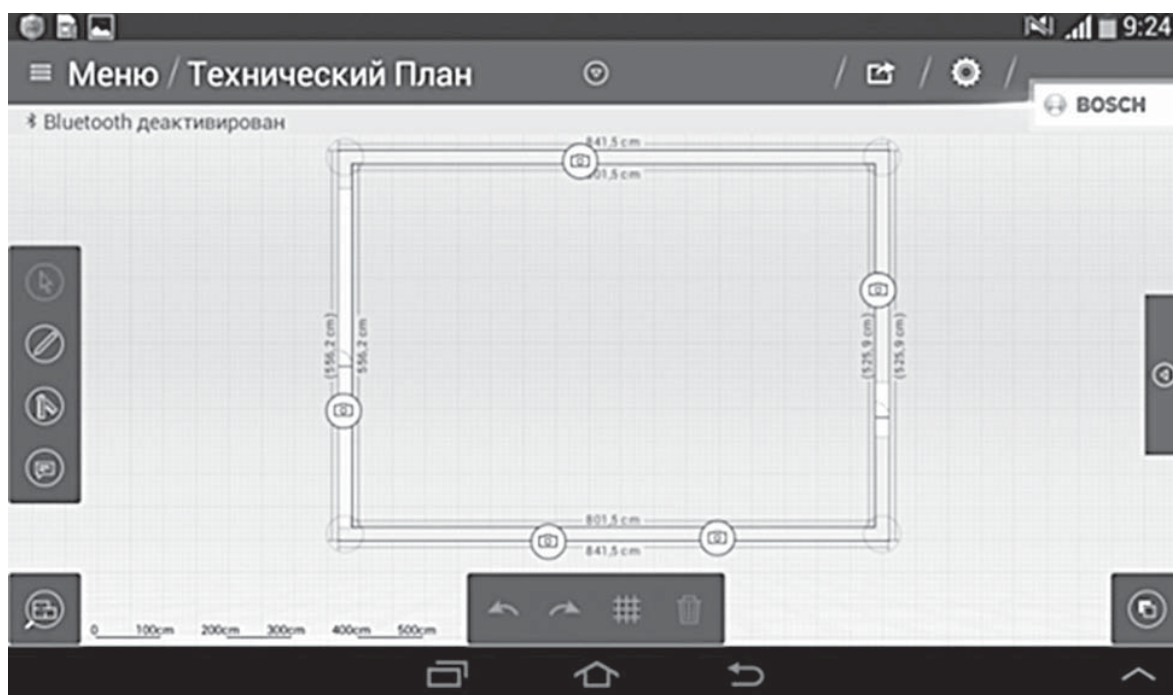 9:24
Меню / Технический План
BOSCH
Bluetooth деактивирован
841,5 cm
801,5 cm
(556,2 cm)
556,2 cm
(525,9 cm)
(525,9 cm)
801,5 cm
841,5 cm
0 100cm 200cm 300cm 400cm 500cm